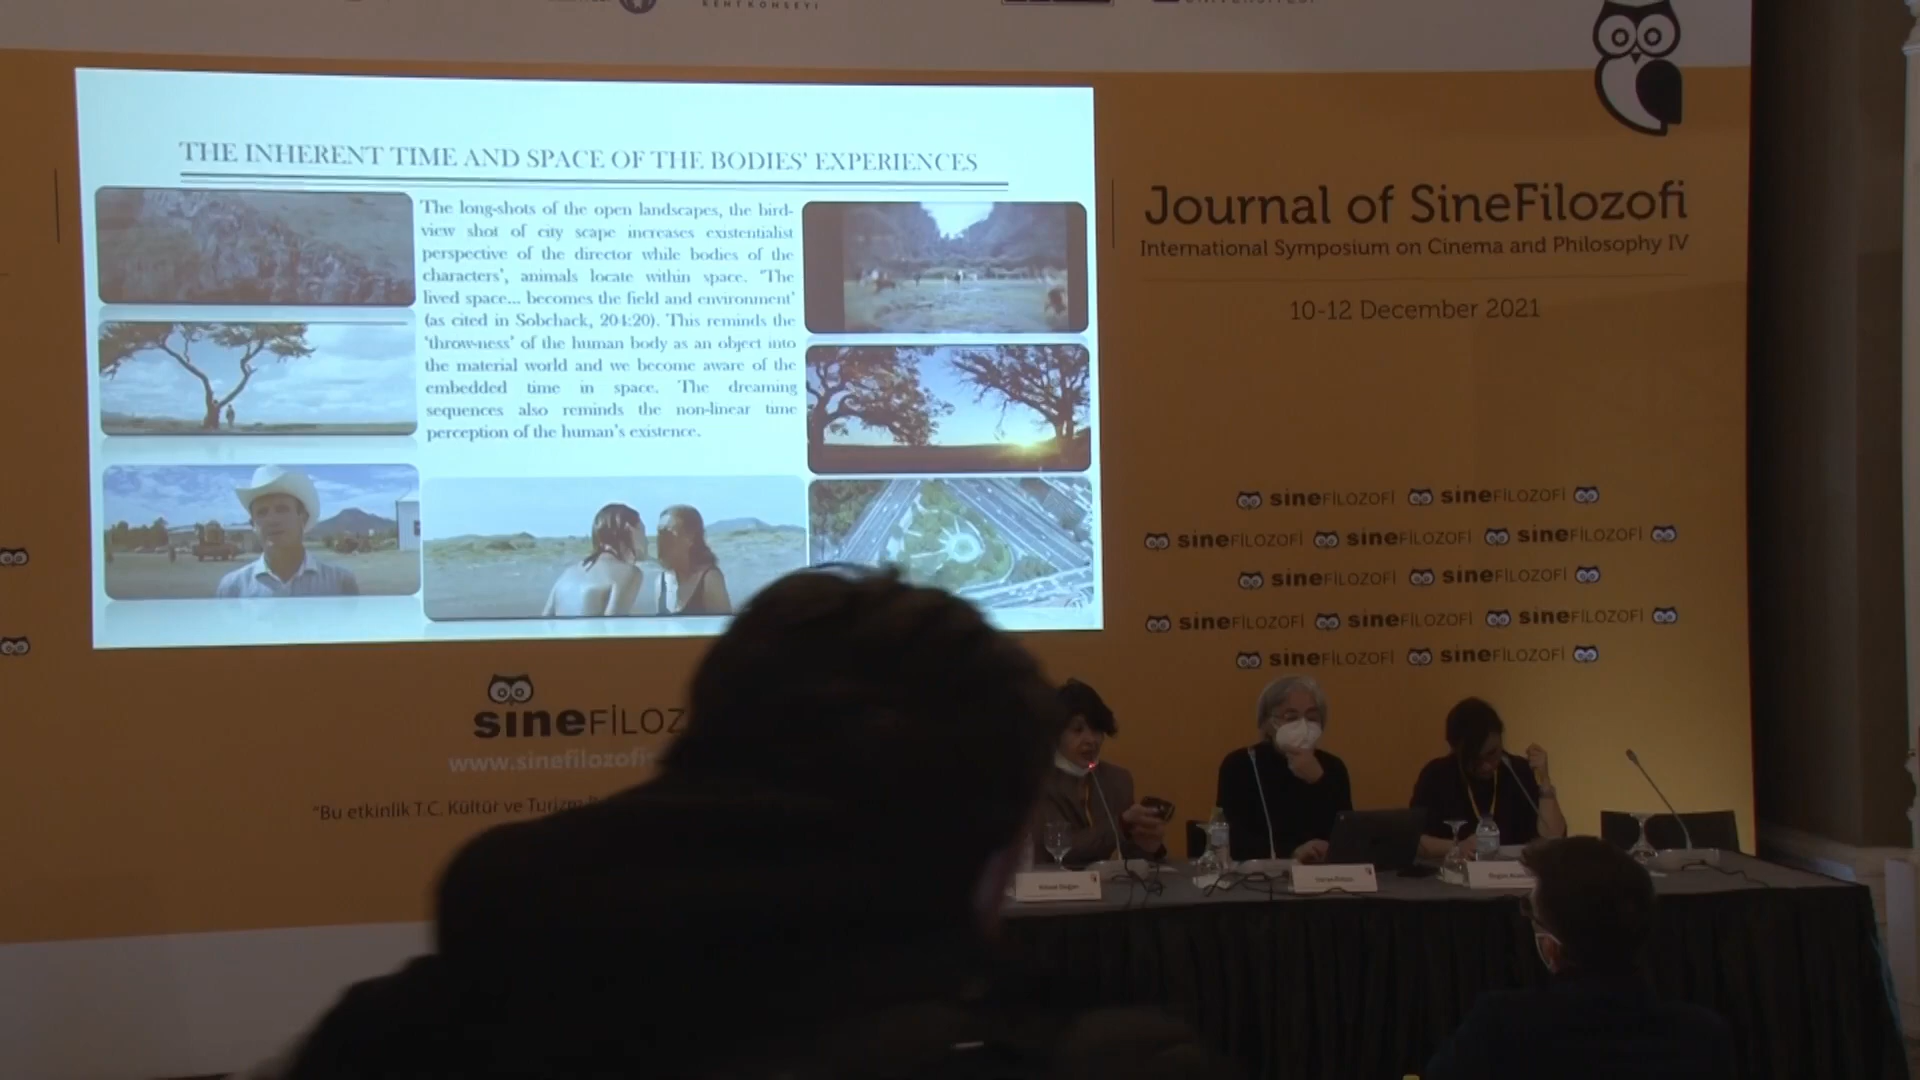 KENT KONSEYİ
ÜNİVERSİTESİ
THE INHERENT TIME AND SPACE OF THE BODIES' EXPERIENCES
The long-shots of the open landscapes, the bird-
view shot of city scape increases existentialist
perspective of the director while bodies of the
characters', animals locate within space. 'The
lived space... becomes the field and environment'
(as cited in Sobchack, 204:20). This reminds the
'throw-ness' of the human body as an object into
the material world and we become aware of the
embedded time in space. The dreaming
sequences also reminds the non-linear time
perception of the human's existence.
Journal of SineFilozofi
International Symposium on Cinema and Philosophy IV
10-12 December 2021
sineFİLOZOFİ sineFİLOZOFİ
sineFİLOZOFİ sineFİLOZOFİ sineFİLOZOFİ
sineFİLOZOFİ sineFİLOZOFİ
sineFİLOZOFİ sineFİLOZOFİ sineFİLOZOFİ
sineFİLOZOFİ sineFİLOZOFİ
sineFİLOZ
www.sinefilozofi
"Bu etkinlik T.C. Kültür ve Turizm